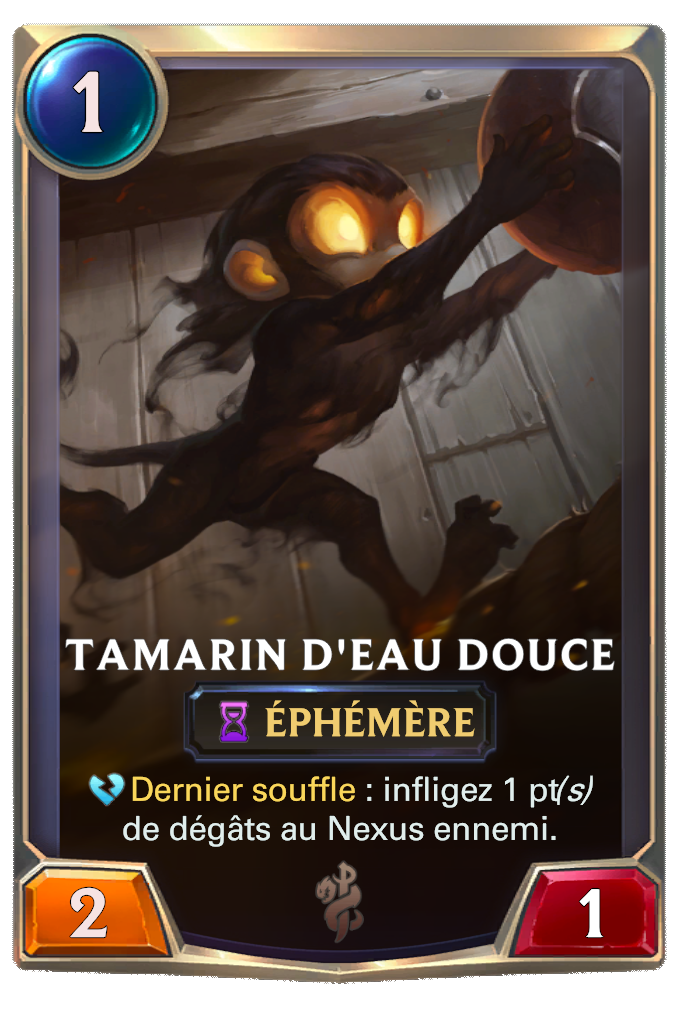 1
TAMARIN D'EAU DOUCE
ÉPHÉMÈRE
Dernier souffle : infligez 1 pt(s)
de dégâts au Nexus ennemi.
2
1